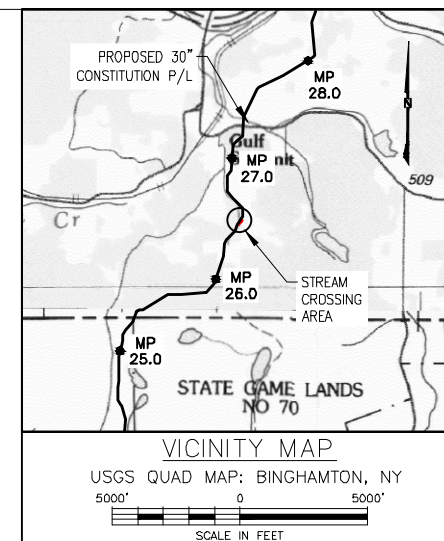 PROPOSED 30"
CONSTITUTION P/L
MP
28.0
N
Gulf
MP
27.0
509
Cr
STREAM
CROSSING
AREA
MP
26.0
MP
25.0
STATE GAME LANDS
NO 70
VICINITY MAP
USGS QUAD MAP: BINGHAMTON, NY
5000' 0 5000'
SCALE IN FEET